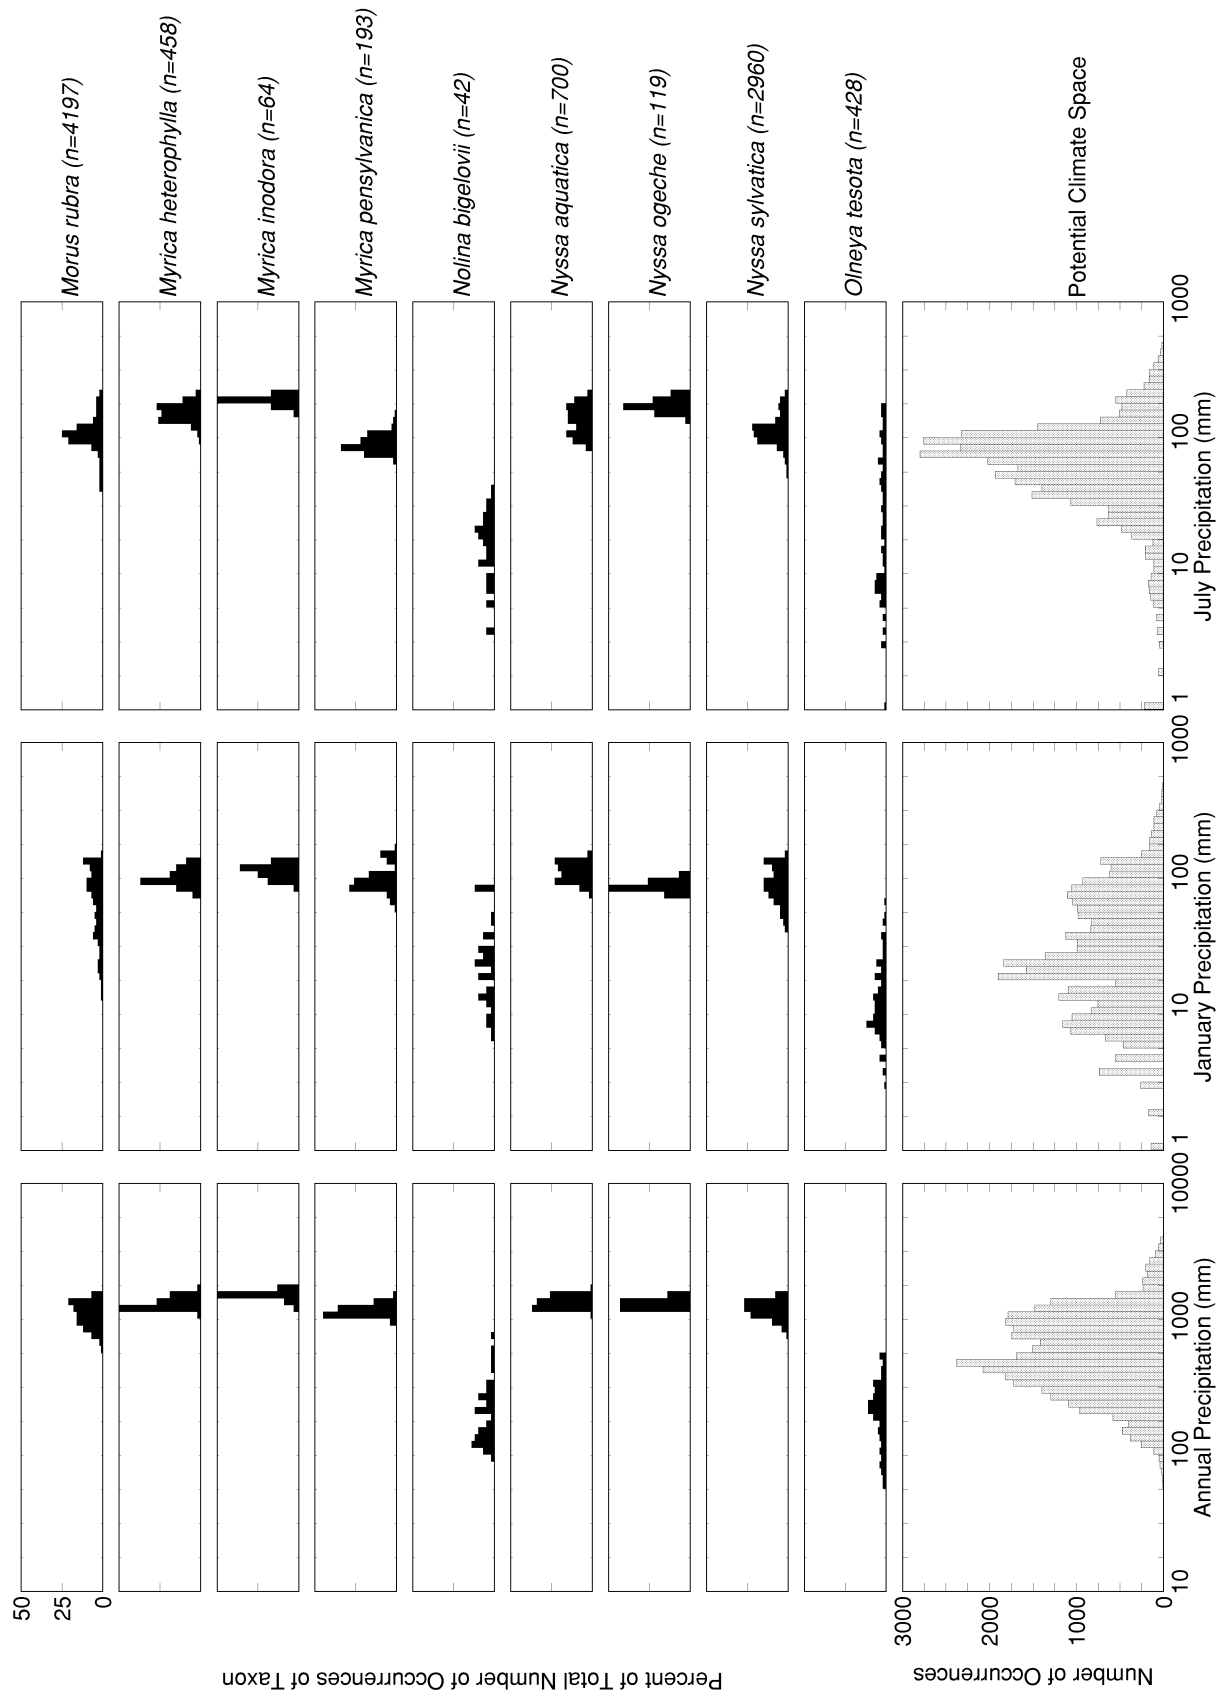 Morus rubra (n=4197)
Myrica heterophylla (n=458)
Myrica inodora (n=64)
Myrica pensylvanica (n=193)
Nolina bigelovii (n=42)
Nyssa aquatica (n=700)
Nyssa ogeche (n=119)
Nyssa sylvatica (n=2960)
Olneya tesota (n=428)
Potential Climate Space
50
25
0
Percent of Total Number of Occurrences of Taxon
3000
2000
1000
0
Number of Occurrences
10 100 1000 10000
Annual Precipitation (mm)
1 10 100 1000
January Precipitation (mm)
1 10 100 1000
July Precipitation (mm)